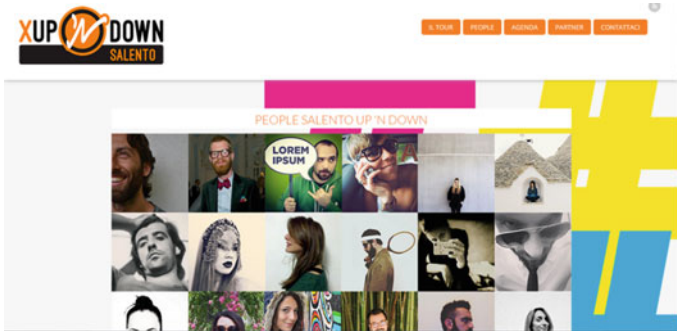 XUP 'N DOWN
SALENTO
IL TOUR
PEOPLE
AGENDA
PARTNER
CONTATTACI
PEOPLE SALENTO UP 'N DOWN
LOREM
IPSUM
#